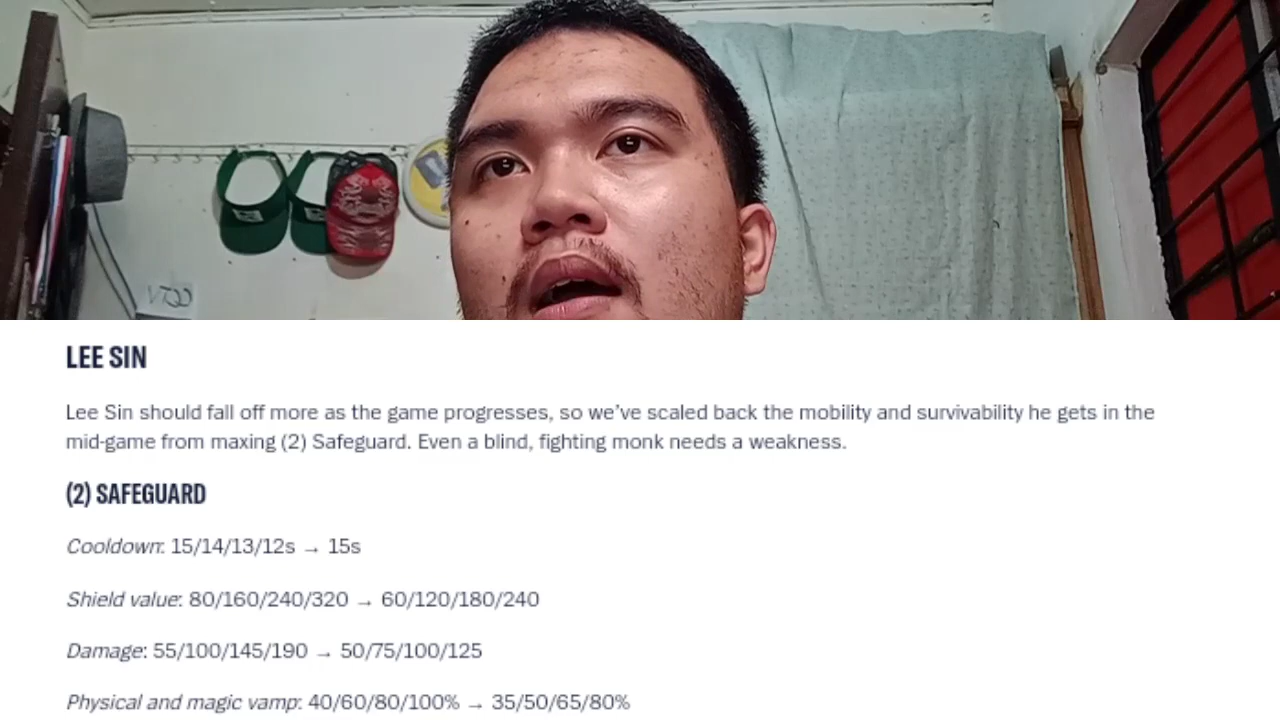 LEE SIN
Lee Sin should fall off more as the game progresses, so we’ve scaled back the mobility and survivability he gets in the
mid-game from maxing (2) Safeguard. Even a blind, fighting monk needs a weakness.
(2) SAFEGUARD
Cooldown: 15/14/13/12s → 15s
Shield value: 80/160/240/320 → 60/120/180/240
Damage: 55/100/145/190 → 50/75/100/125
Physical and magic vamp: 40/60/80/100% → 35/50/65/80%